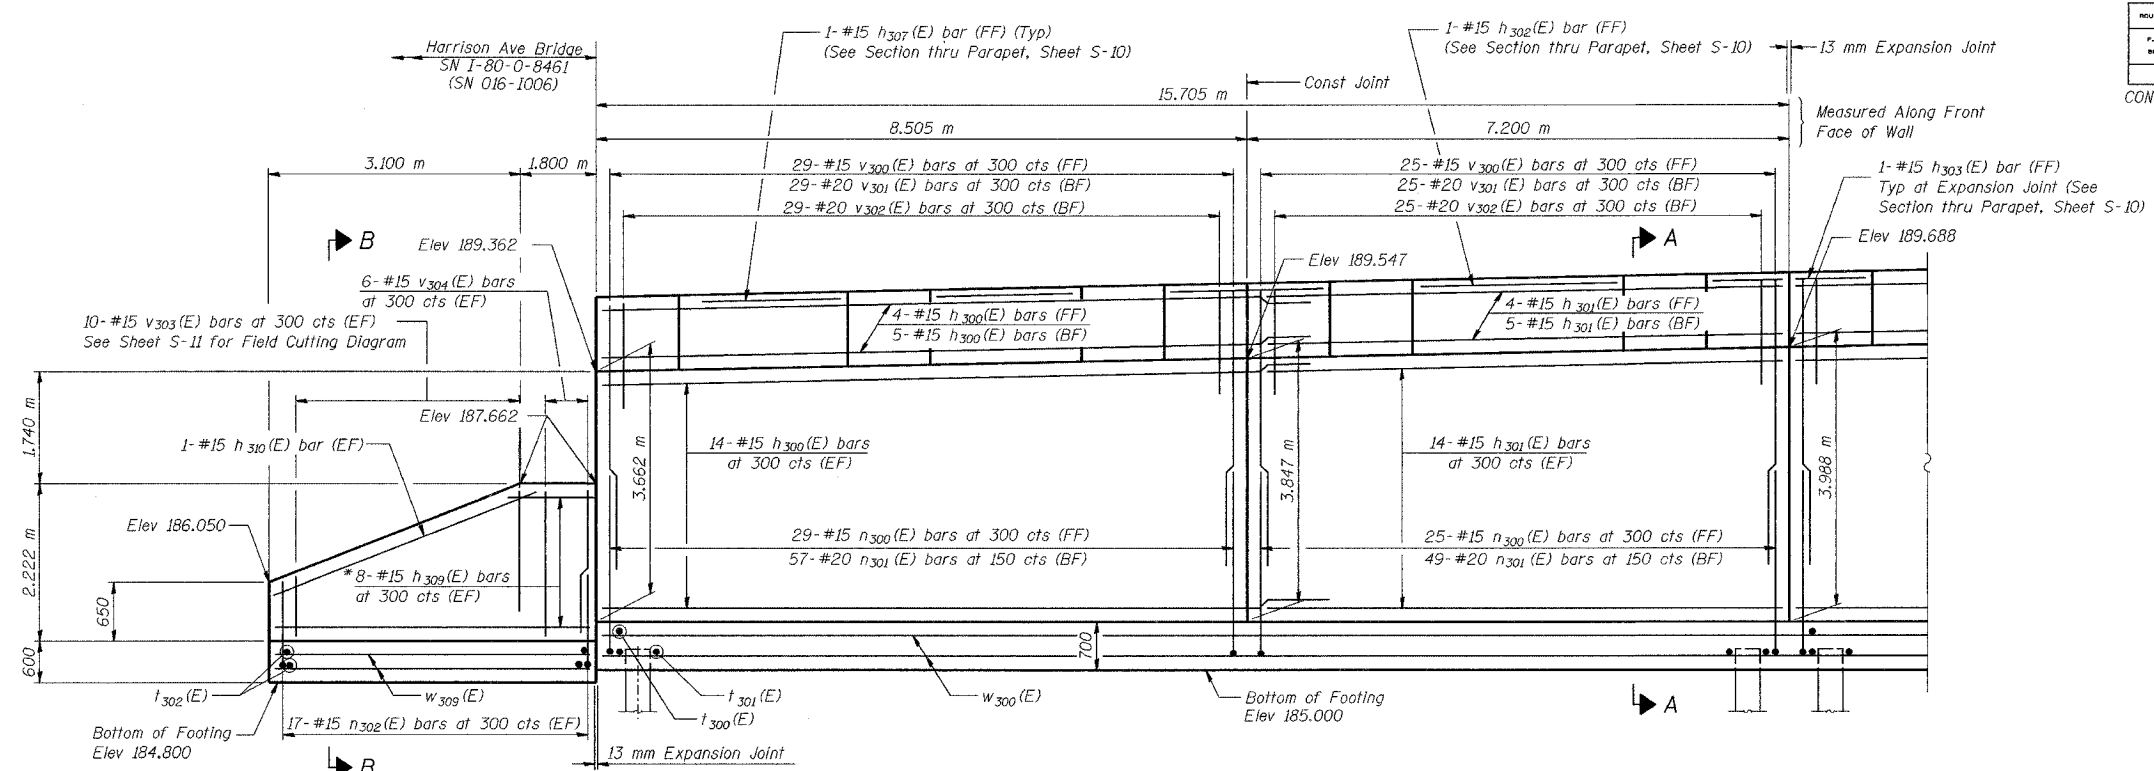 Harrison Ave Bridge
SN I-80-0-8461
(SN 016-I006)
1-#15 h307(E) bar (FF) (Typ)
(See Section thru Parapet, Sheet S-10)
1-#15 h302(E) bar (FF)
(See Section thru Parapet, Sheet S-10)
13 mm Expansion Joint
CON
Const Joint
15.705 m
Measured Along Front
Face of Wall
8.505 m
7.200 m
3.100 m
1.800 m
29-#15 v300(E) bars at 300 cts (FF)
29-#20 v301(E) bars at 300 cts (BF)
29-#20 v302(E) bars at 300 cts (BF)
25-#15 v300(E) bars at 300 cts (FF)
25-#20 v301(E) bars at 300 cts (BF)
25-#20 v302(E) bars at 300 cts (BF)
1-#15 h303(E) bar (FF)
Typ at Expansion Joint (See
Section thru Parapet, Sheet S-10)
B
Elev 189.362
A
Elev 189.688
Elev 189.547
6-#15 v304(E) bars
at 300 cts (EF)
10-#15 v303(E) bars at 300 cts (EF)
See Sheet S-11 for Field Cutting Diagram
4-#15 h300(E) bars (FF)
5-#15 h300(E) bars (BF)
4-#15 h301(E) bars (FF)
5-#15 h301(E) bars (BF)
1.740 m
Elev 187.662
1-#15 h310(E) bar (EF)
14-#15 h300(E) bars
at 300 cts (EF)
3.662 m
14-#15 h301(E) bars
at 300 cts (EF)
3.847 m
3.988 m
Elev 186.050
2.222 m
650
*8-#15 h309(E) bars
at 300 cts (EF)
29-#15 n300(E) bars at 300 cts (FF)
57-#20 n301(E) bars at 150 cts (BF)
25-#15 n300(E) bars at 300 cts (FF)
49-#20 n301(E) bars at 150 cts (BF)
600
700
t302(E)
w309(E)
t301(E)
t300(E)
w300(E)
Bottom of Footing
Elev 185.000
A
17-#15 n302(E) bars at 300 cts (EF)
Bottom of Footing
Elev 184.800
B
13 mm Expansion Joint